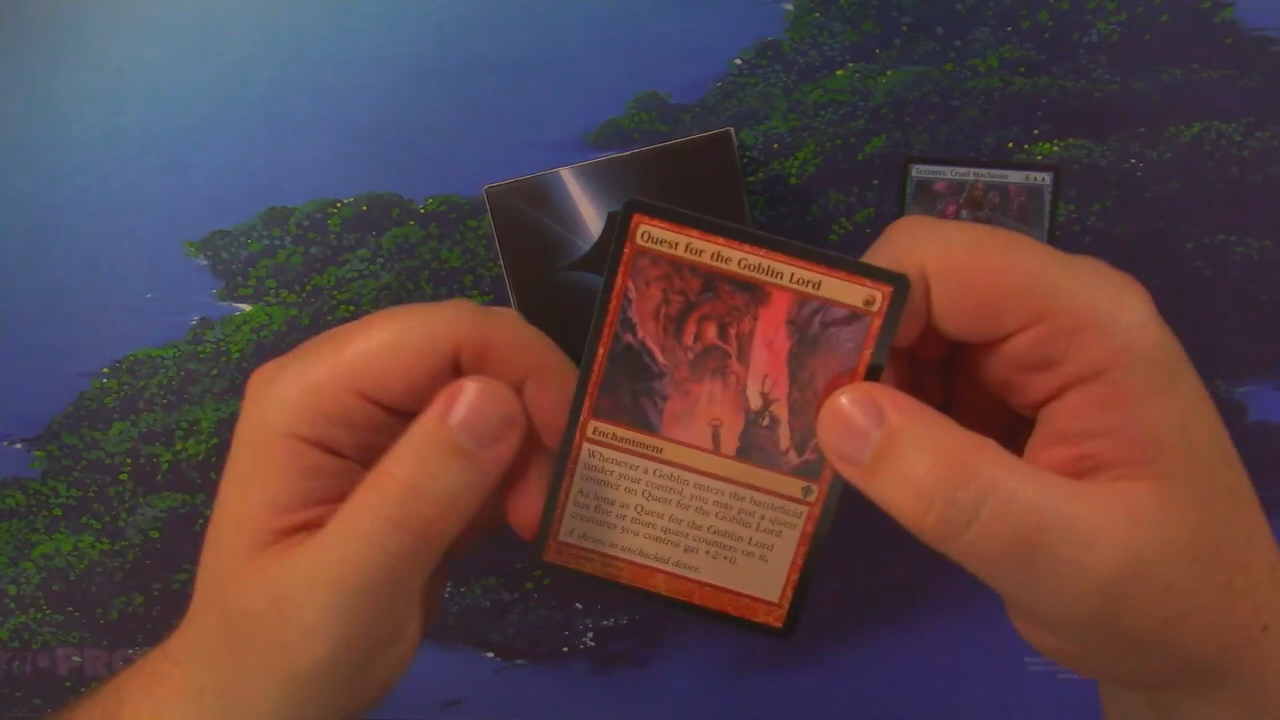 Tezzeret, Cruel Machinist
Quest for the Goblin Lord
Enchantment
Whenever a Goblin enters the battlefield
under your control, you may put a quest
counter on Quest for the Goblin Lord.
As long as Quest for the Goblin Lord
has five or more quest counters on it,
creatures you control get +2/+0.
A shrine to unchecked desire.